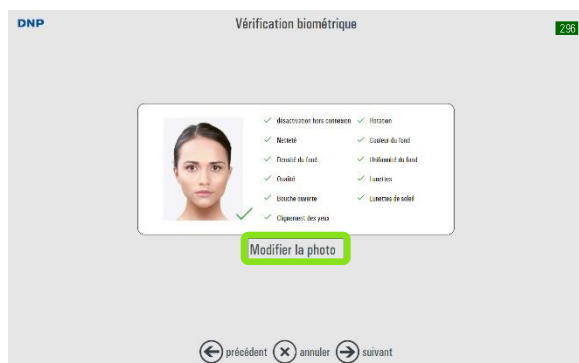 DNP
Vérification biométrique
296
désactivation hors connexion
Rotation
Netteté
Couleur du fond
Densité du fond
Uniformité du fond
Qualité
Lunettes
Bouche ouverte
Lunettes de soleil
Clignement des yeux
Modifier la photo
précédent annuler suivant